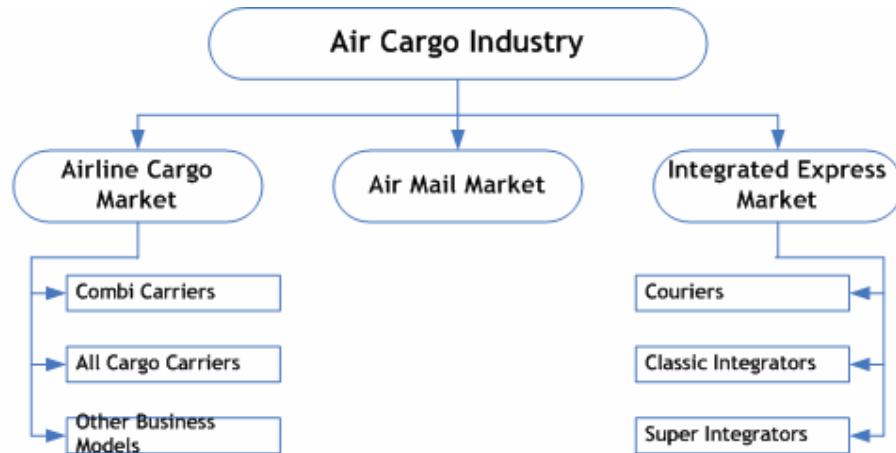 Air Cargo Industry
Airline Cargo
Market
Air Mail Market
Integrated Express
Market
Combi Carriers
All Cargo Carriers
Other Business
Models
Couriers
Classic Integrators
Super Integrators